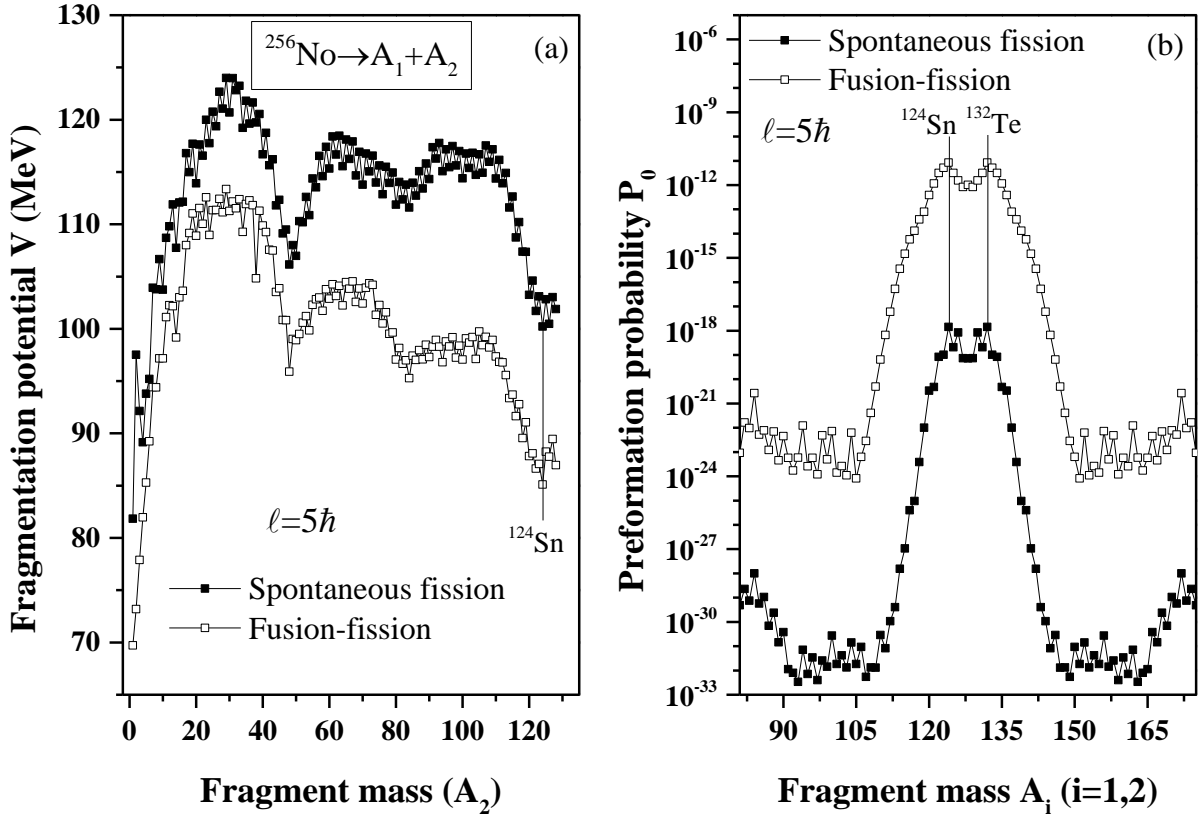 (a)
²⁵⁶No→A₁+A₂
ℓ=5ℏ
¹²⁴Sn
Spontaneous fission
Fusion-fission
Fragmentation potential V (MeV)
130
120
110
100
90
80
70
0 20 40 60 80 100 120
Fragment mass (A₂)
(b)
Spontaneous fission
Fusion-fission
ℓ=5ℏ
¹²⁴Sn ¹³²Te
Preformation probability P₀
10⁻⁶
10⁻⁹
10⁻¹²
10⁻¹⁵
10⁻¹⁸
10⁻²¹
10⁻²⁴
10⁻²⁷
10⁻³⁰
10⁻³³
90 105 120 135 150 165
Fragment mass Aᵢ (i=1,2)